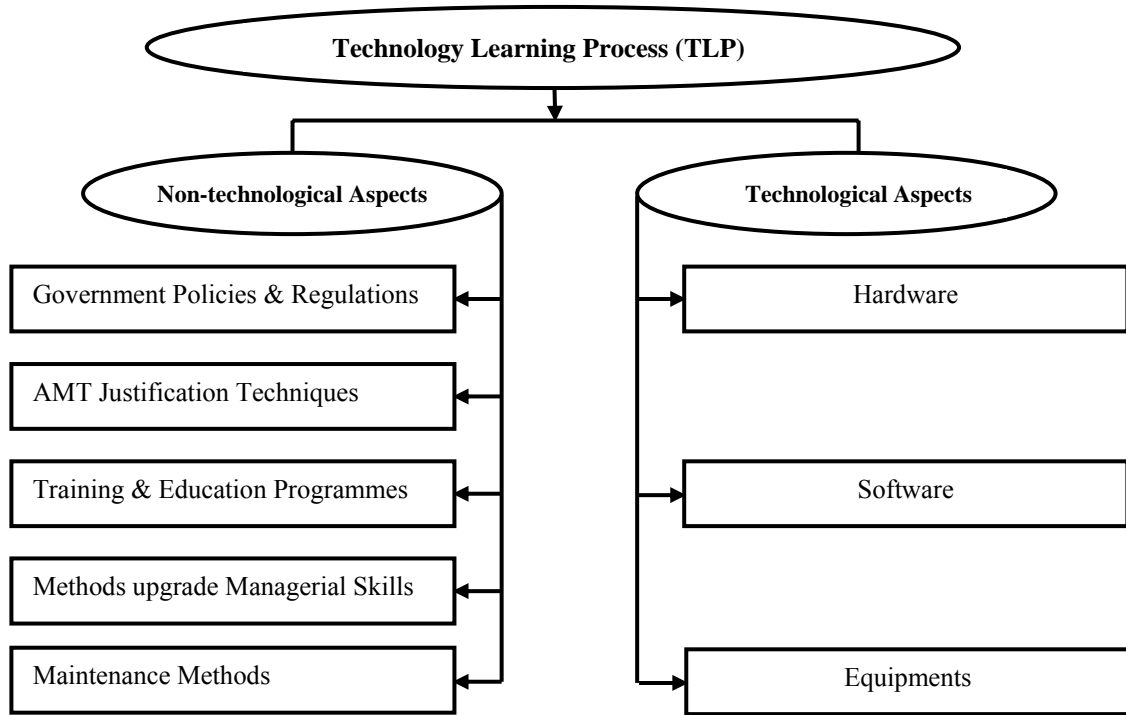 Technology Learning Process (TLP)
Non-technological Aspects
Technological Aspects
Government Policies & Regulations
Hardware
AMT Justification Techniques
Training & Education Programmes
Software
Methods upgrade Managerial Skills
Maintenance Methods
Equipments